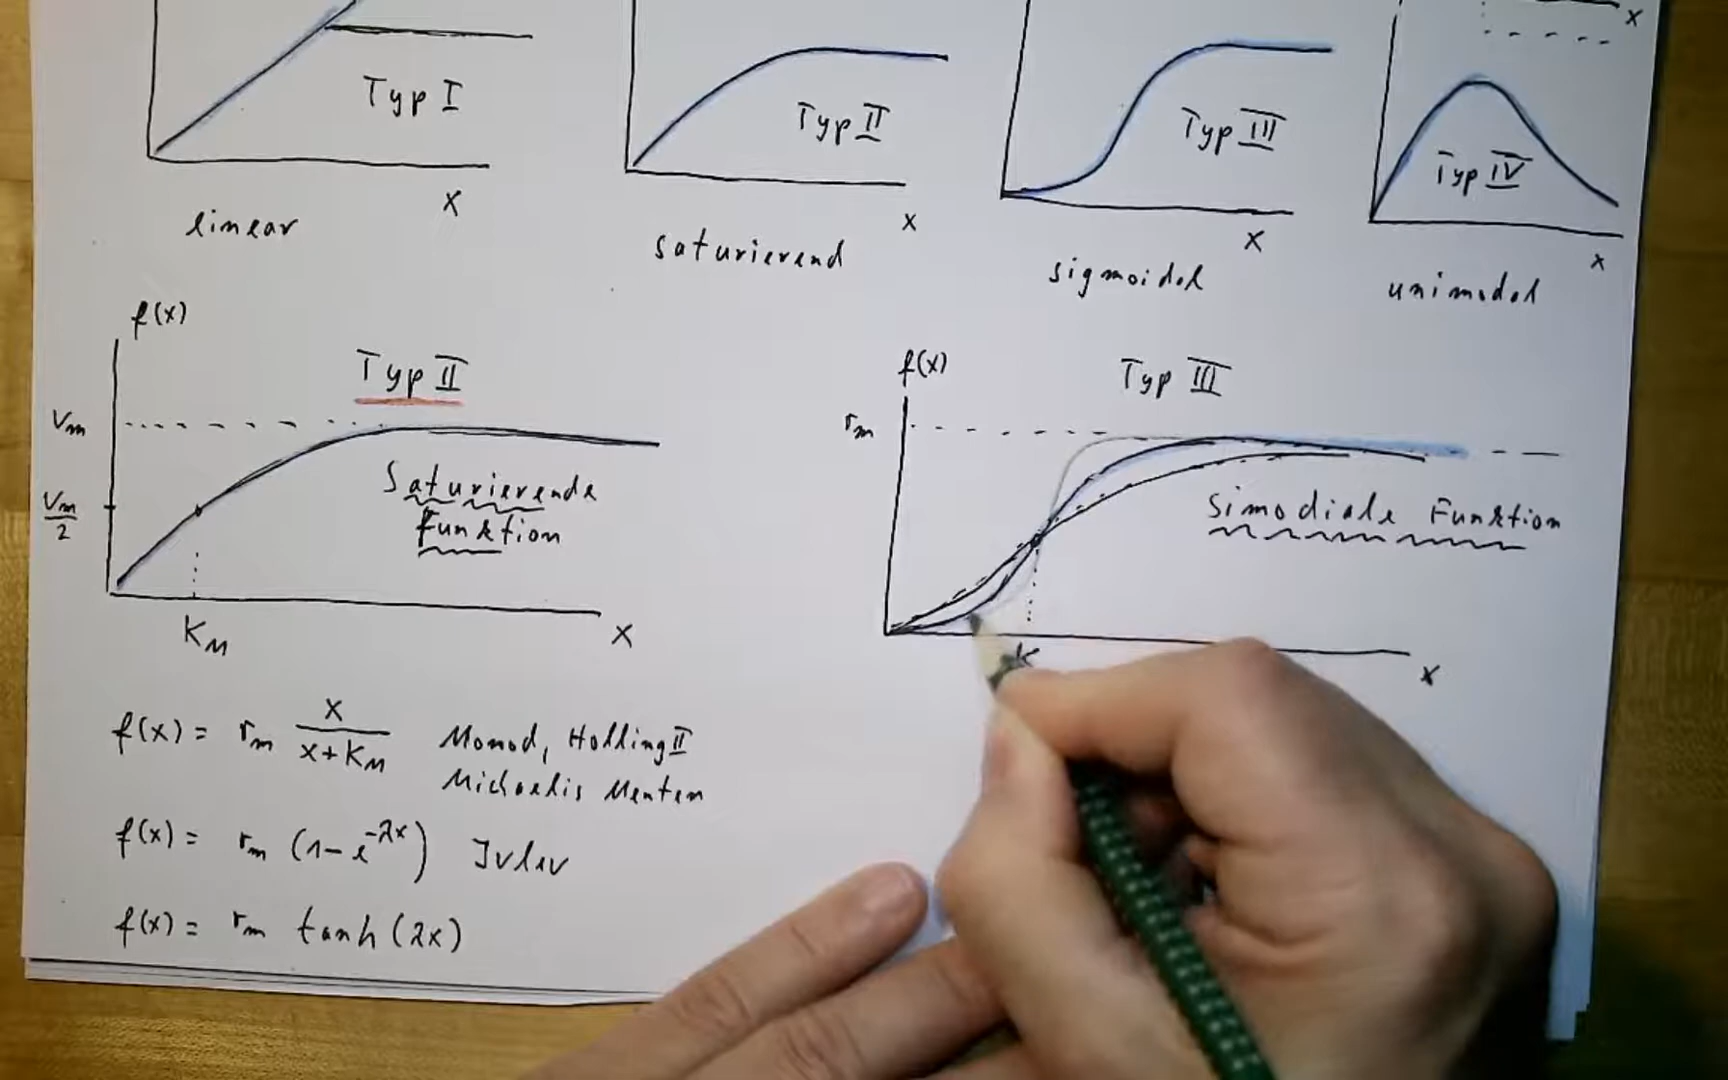 x
Typ I
Typ II
Typ III
Typ IV
x
x
x
x
linear
saturierend
sigmoidal
unimodal
f(x)
Typ II
Vm
Vm/2
Saturierende
Funktion
KM
x
f(x)
Typ III
rm
Simodiale Funktion
K
x
f(x) = rm x/(x+KM) Monod, Holling II
Michaelis Menten
f(x) = rm (1-e^-λx) Ivlev
f(x) = rm tanh(λx)